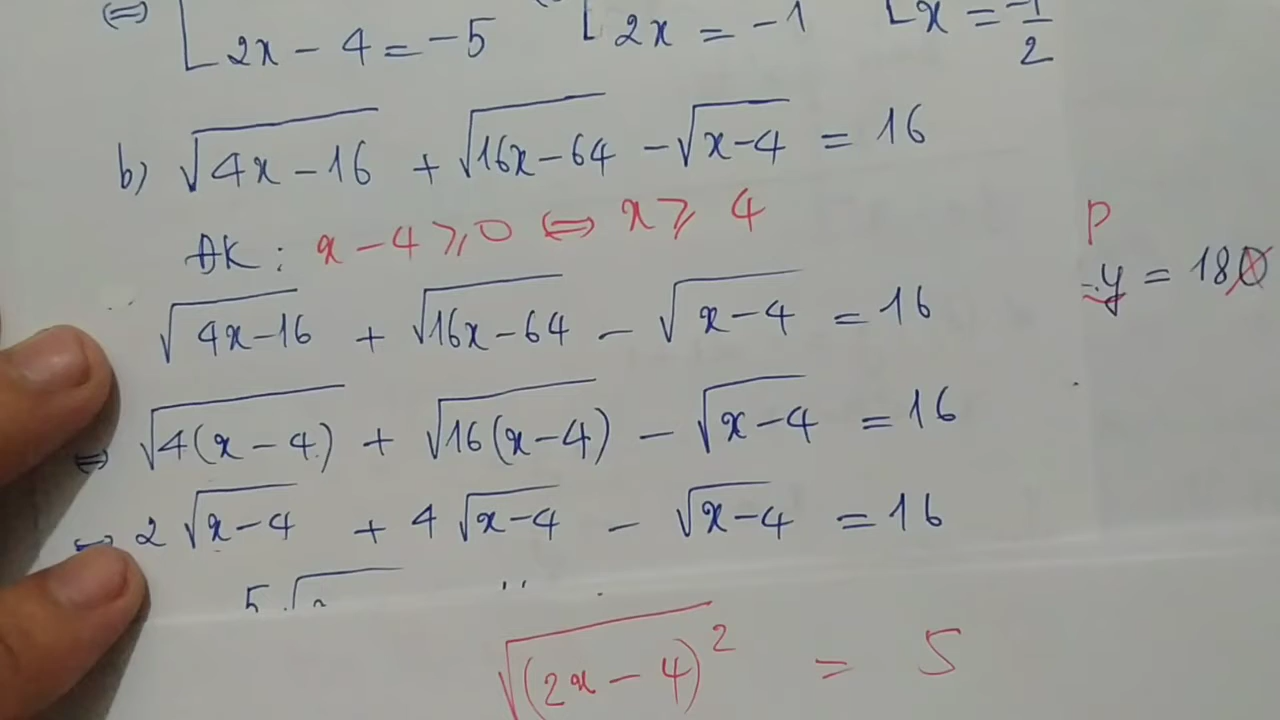 ⇔ [ 2x - 4 = -5 [ 2x = -1 [ x = -1/2
b) √(4x-16) + √(16x-64) - √(x-4) = 16
ĐK: x-4 ⩾ 0 ⇔ x ⩾ 4
P
-y = 180
√(4x-16) + √(16x-64) - √(x-4) = 16
⇔ √(4(x-4)) + √(16(x-4)) - √(x-4) = 16
⇔ 2√(x-4) + 4√(x-4) - √(x-4) = 16
√((2x-4)²) = 5